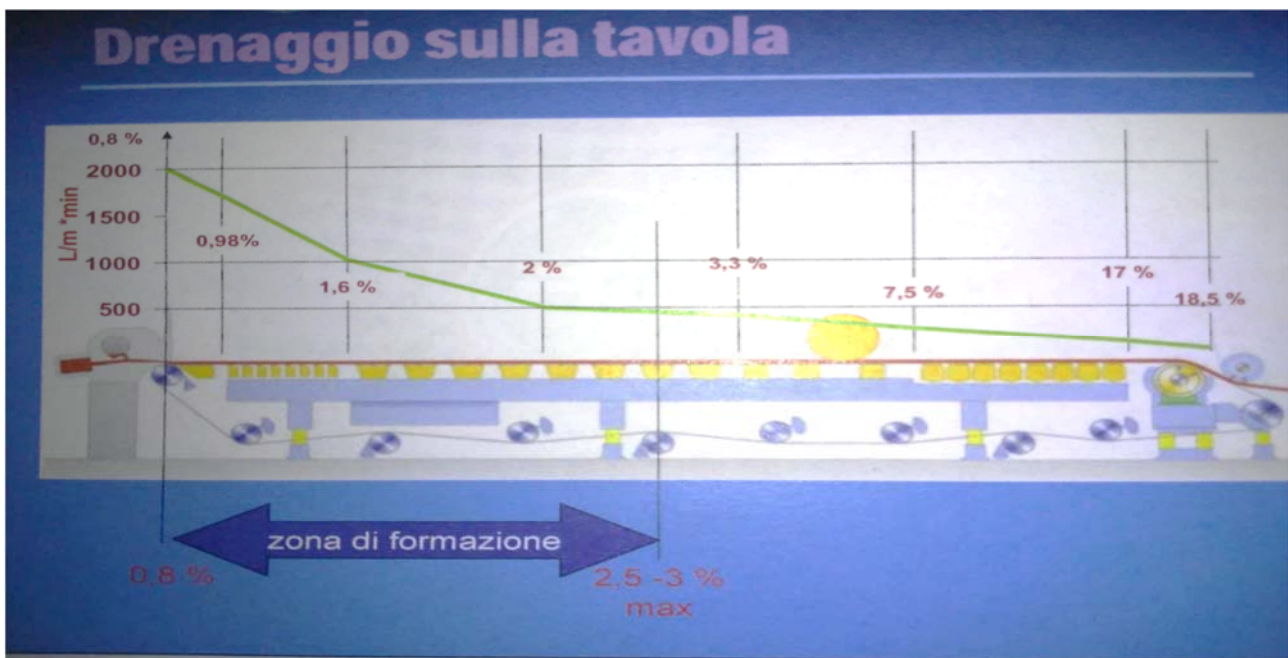 Drenaggio sulla tavola
0,8 %
2000
1500
1000
500
L/m *min
0,98%
1,6 %
2 %
3,3 %
7,5 %
17 %
18,5 %
zona di formazione
0,8 %
2,5 -3 %
max